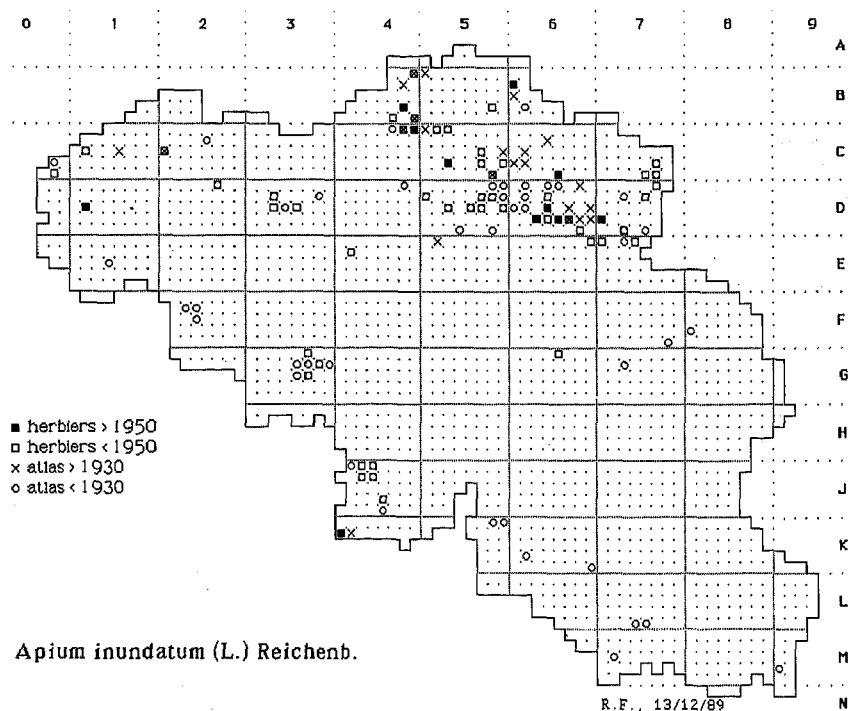 0 1 2 3 4 5 6 7 8 9
A
B
C
D
E
F
G
H
J
K
L
M
N
■ herbiers > 1950
□ herbiers < 1950
× atlas > 1930
○ atlas < 1930
Apium inundatum (L.) Reichenb.
R.F., 13/12/89